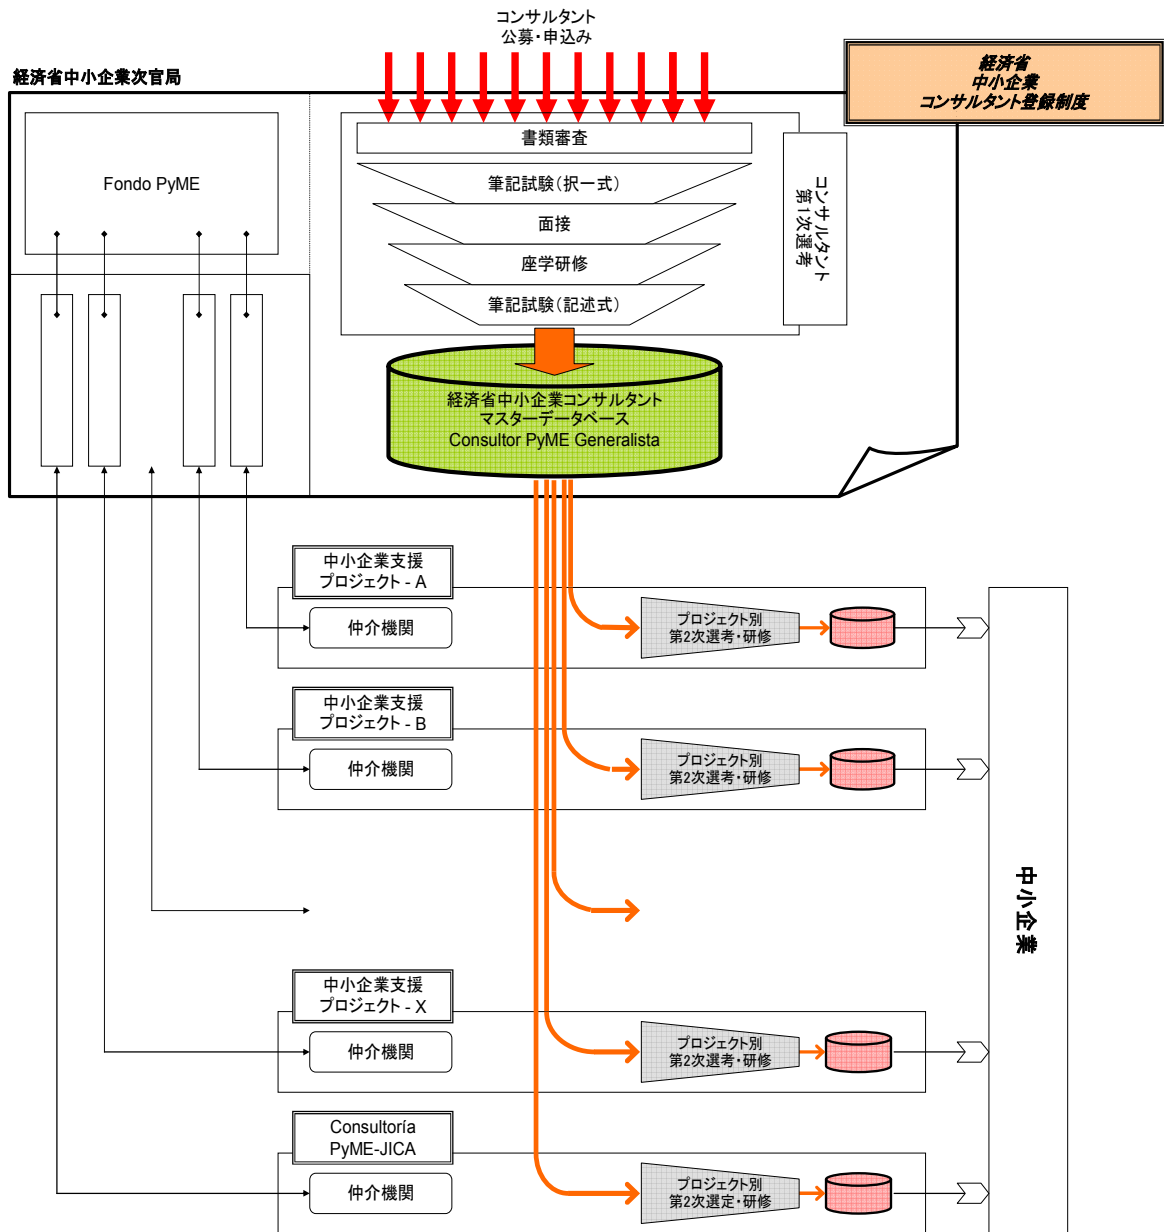 コンサルタント
公募・申込み
経済省
中小企業
コンサルタント登録制度
経済省中小企業次官局
書類審査
Fondo PyME
筆記試験（択一式）
面接
座学研修
筆記試験（記述式）
コンサルタント
第1次選考
経済省中小企業コンサルタント
マスターデータベース
Consultor PyME Generalista
中小企業支援
プロジェクト - A
仲介機関
プロジェクト別
第2次選考・研修
中小企業支援
プロジェクト - B
仲介機関
プロジェクト別
第2次選考・研修
中小企業
中小企業支援
プロジェクト - X
仲介機関
プロジェクト別
第2次選考・研修
Consultoría
PyME-JICA
仲介機関
プロジェクト別
第2次選定・研修